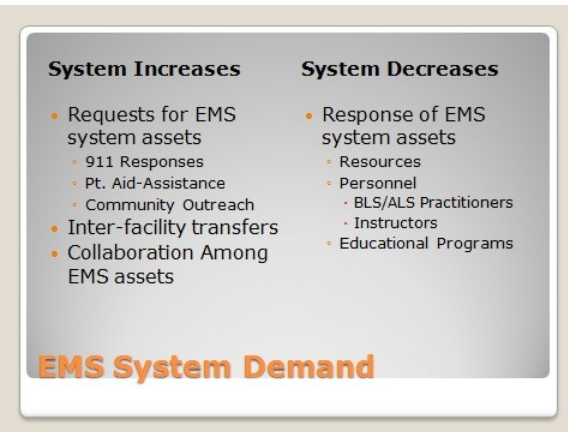 System Increases
Requests for EMS
system assets
911 Responses
Pt. Aid-Assistance
Community Outreach
Inter-facility transfers
Collaboration Among
EMS assets
System Decreases
Response of EMS
system assets
Resources
Personnel
BLS/ALS Practitioners
Instructors
Educational Programs
EMS System Demand